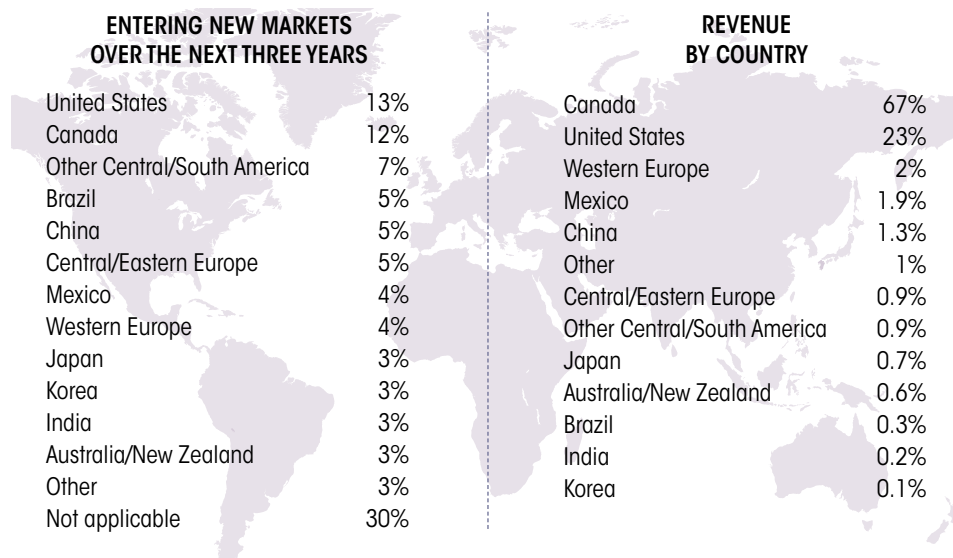 ENTERING NEW MARKETS
OVER THE NEXT THREE YEARS
United States 13%
Canada 12%
Other Central/South America 7%
Brazil 5%
China 5%
Central/Eastern Europe 5%
Mexico 4%
Western Europe 4%
Japan 3%
Korea 3%
India 3%
Australia/New Zealand 3%
Other 3%
Not applicable 30%
REVENUE
BY COUNTRY
Canada 67%
United States 23%
Western Europe 2%
Mexico 1.9%
China 1.3%
Other 1%
Central/Eastern Europe 0.9%
Other Central/South America 0.9%
Japan 0.7%
Australia/New Zealand 0.6%
Brazil 0.3%
India 0.2%
Korea 0.1%